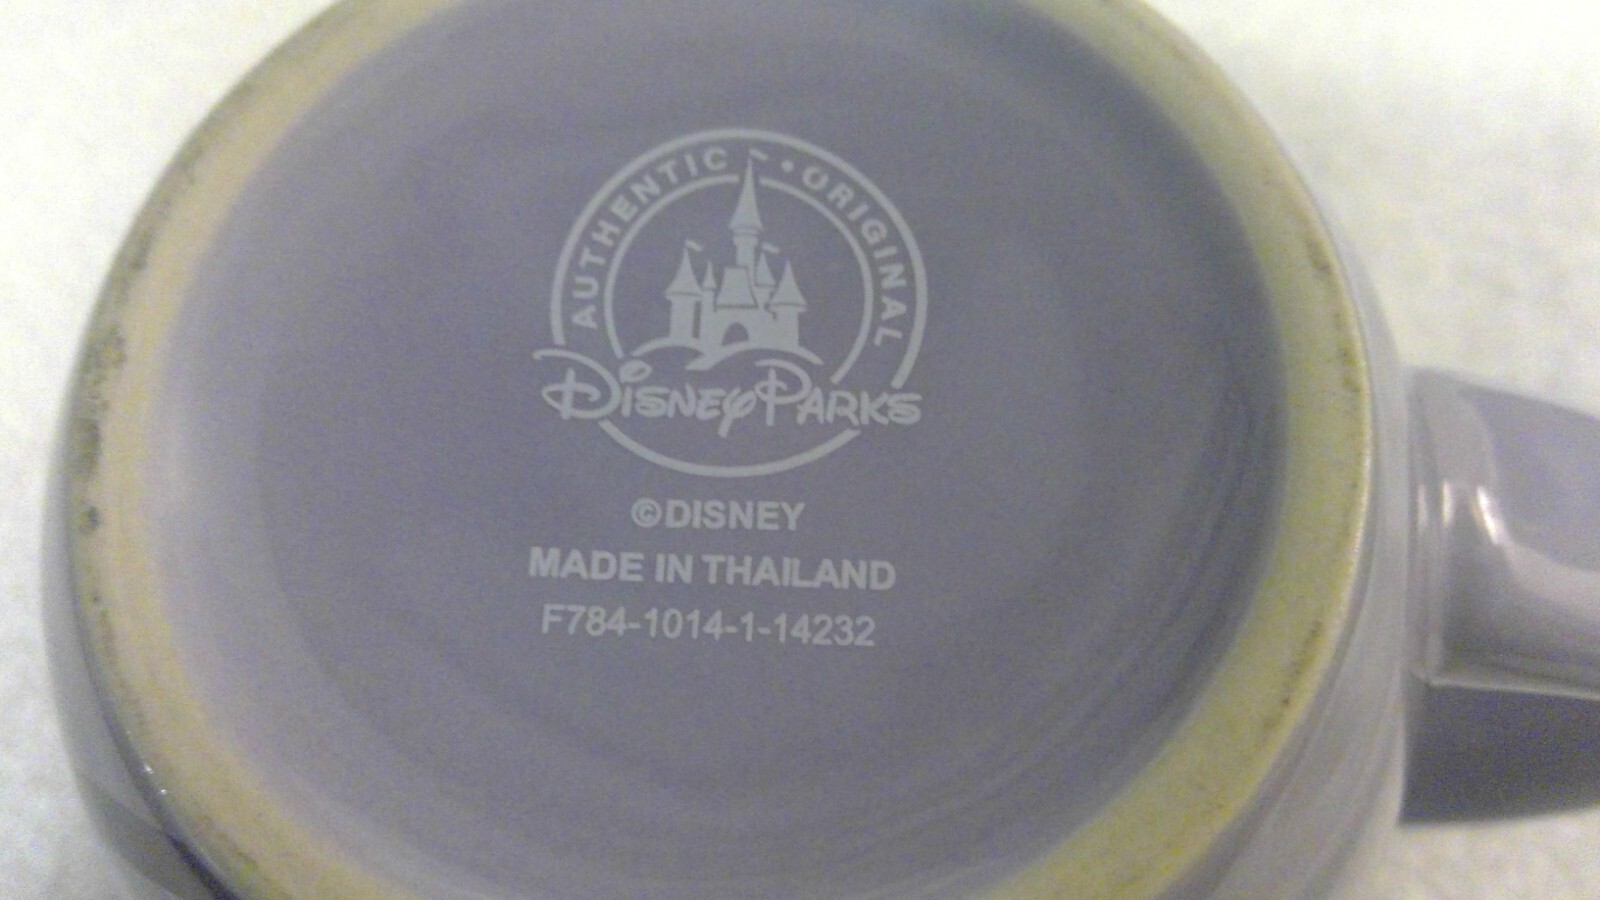 AUTHENTIC • ORIGINAL
Disney Parks
©DISNEY
MADE IN THAILAND
F784-1014-1-14232